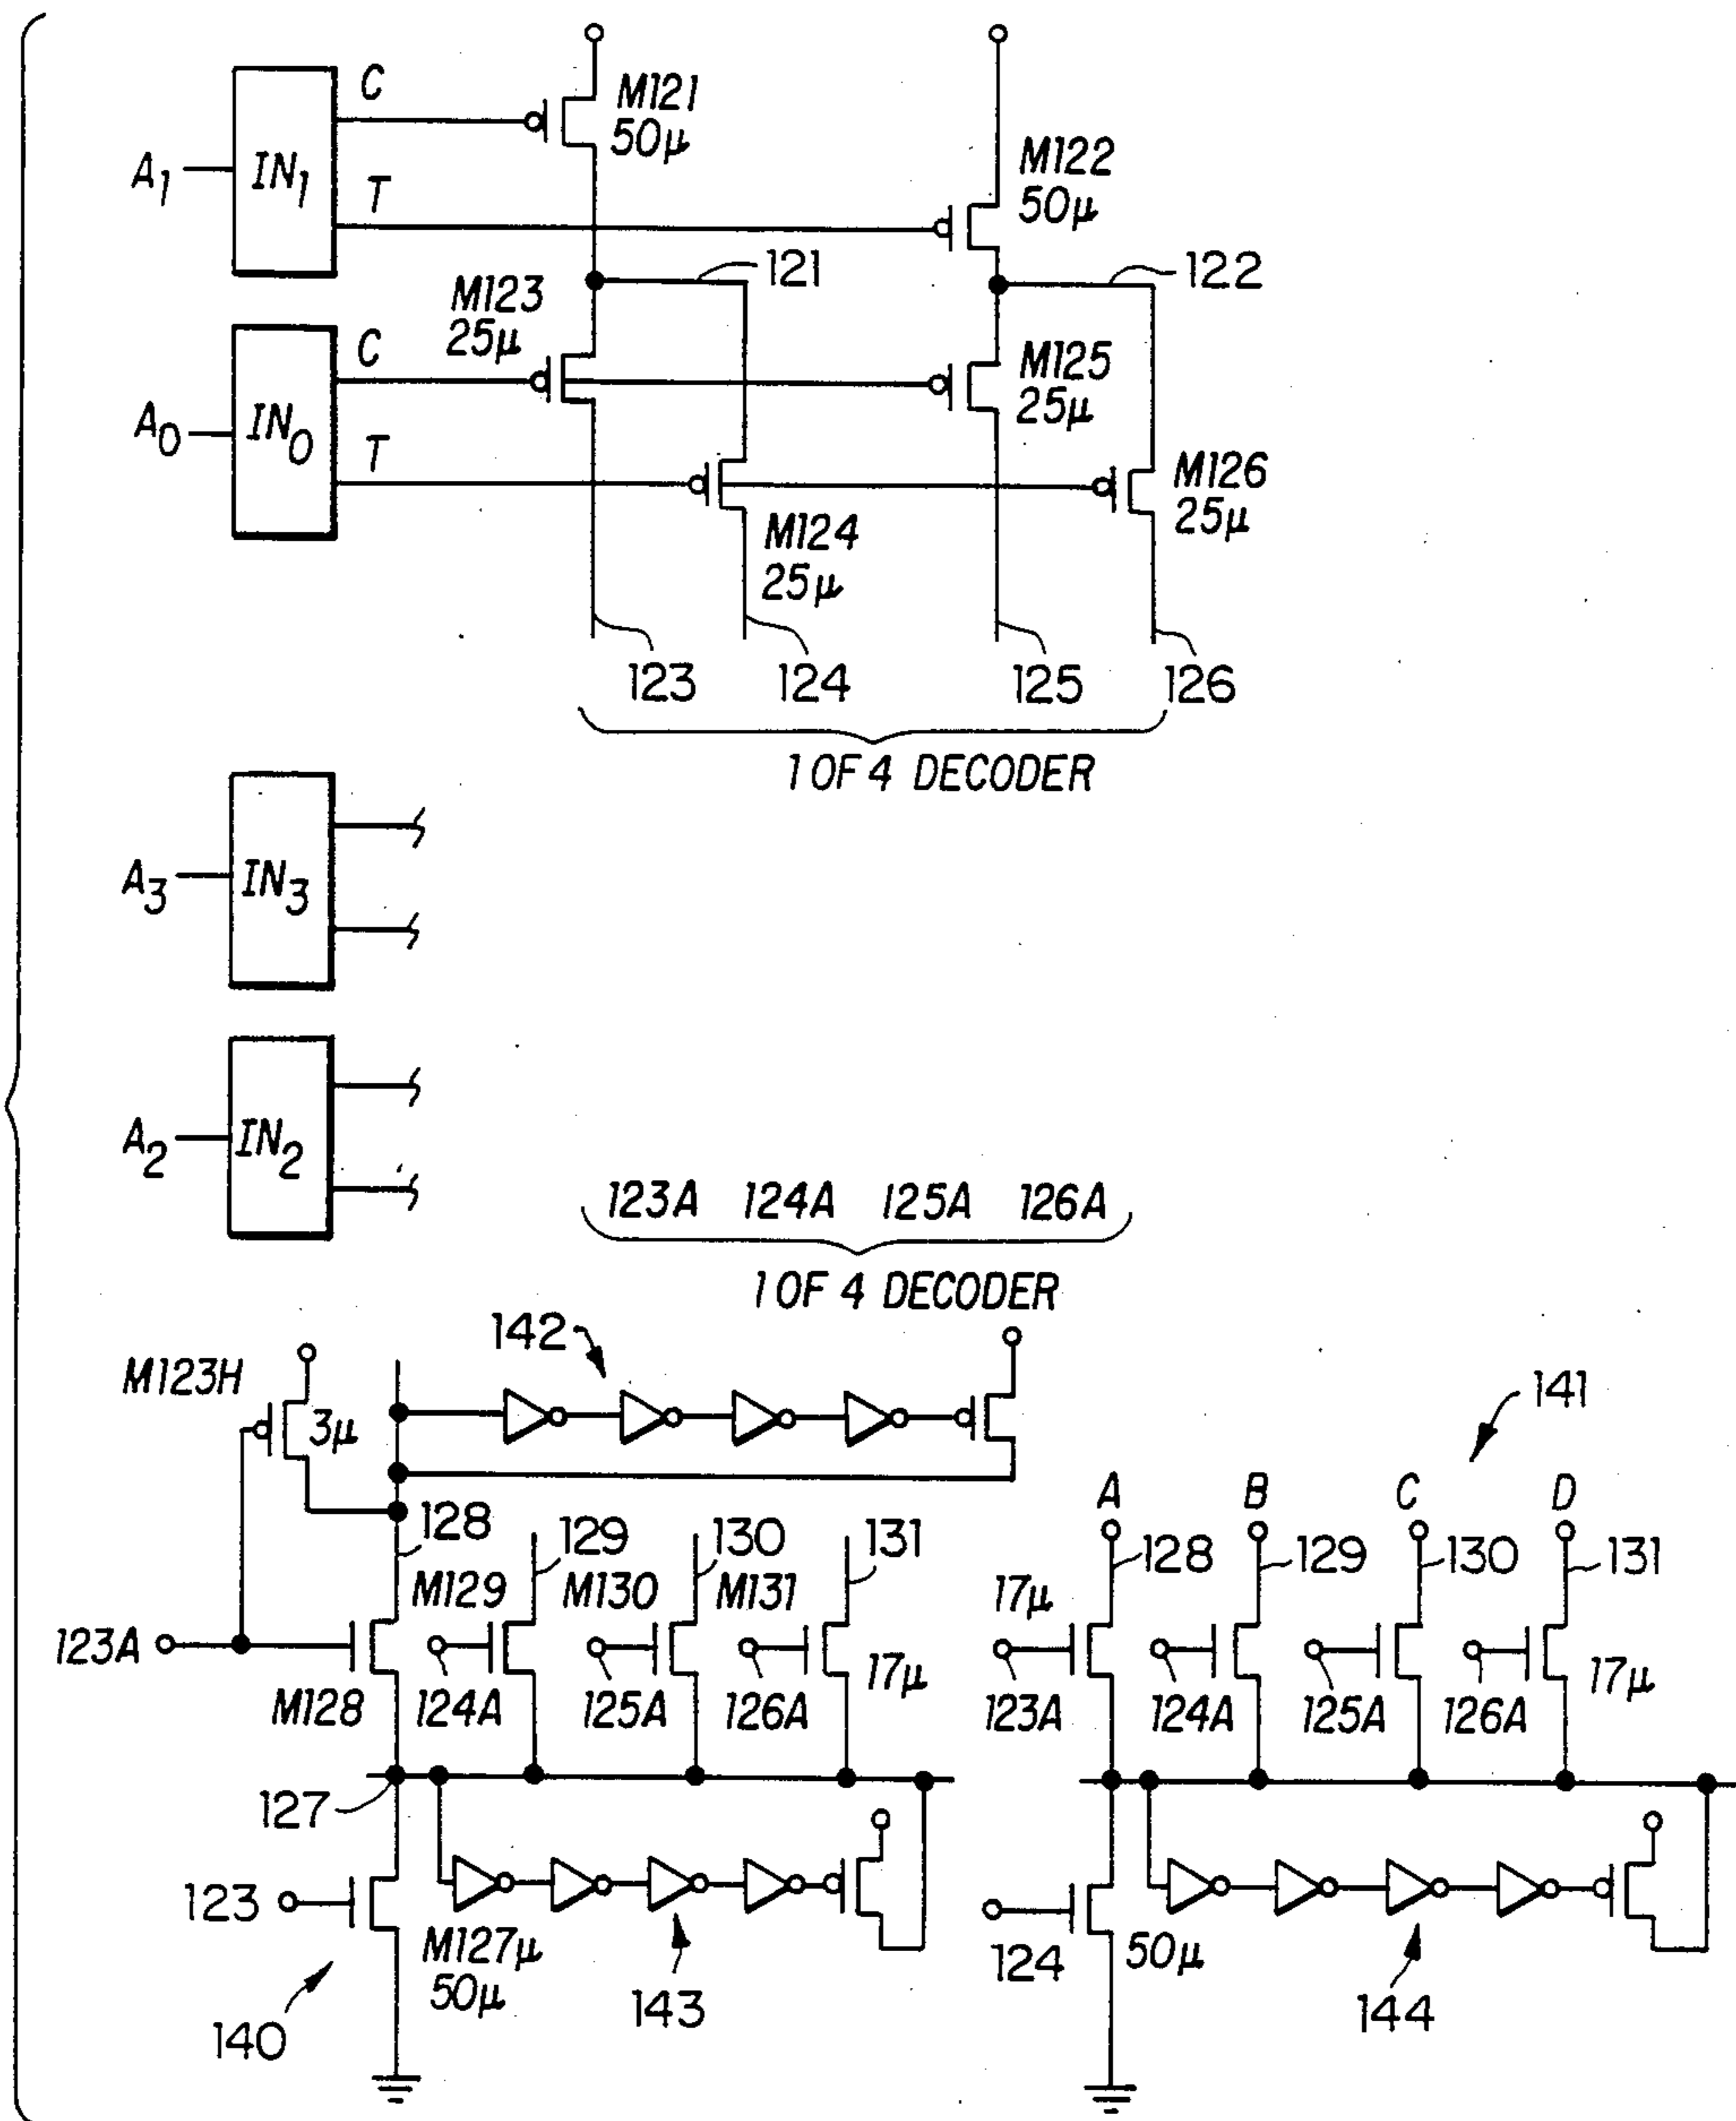 C
M121
50μ
A1
IN1
T
M122
50μ
121
122
M123
25μ
C
M125
25μ
A0
IN0
T
M126
25μ
M124
25μ
123
124
125
126
1 OF 4 DECODER
A3
IN3
A2
IN2
123A 124A 125A 126A
1 OF 4 DECODER
142
M123H
3μ
141
A B C D
128
129
130
131
128
129
130
131
M129
M130
M131
17μ
123A
M128
124A
125A
126A
17μ
123A
124A
125A
126A
17μ
127
123
M127μ
50μ
143
124
50μ
144
140